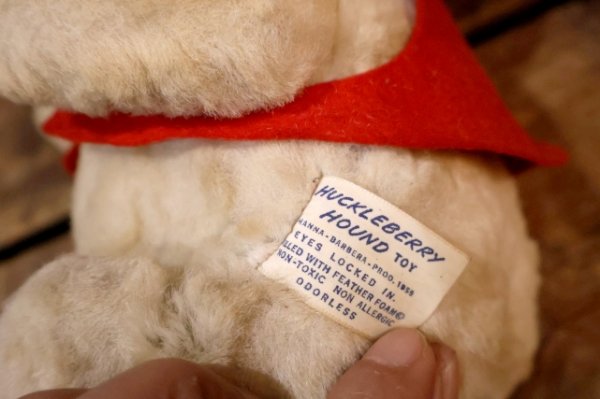 HUCKLEBERRY
HOUND TOY
HANNA-BARBERA-PROD. 1959
EYES LOCKED IN.
FILLED WITH FEATHER FOAM®
NON-TOXIC NON ALLERGIC
ODORLESS